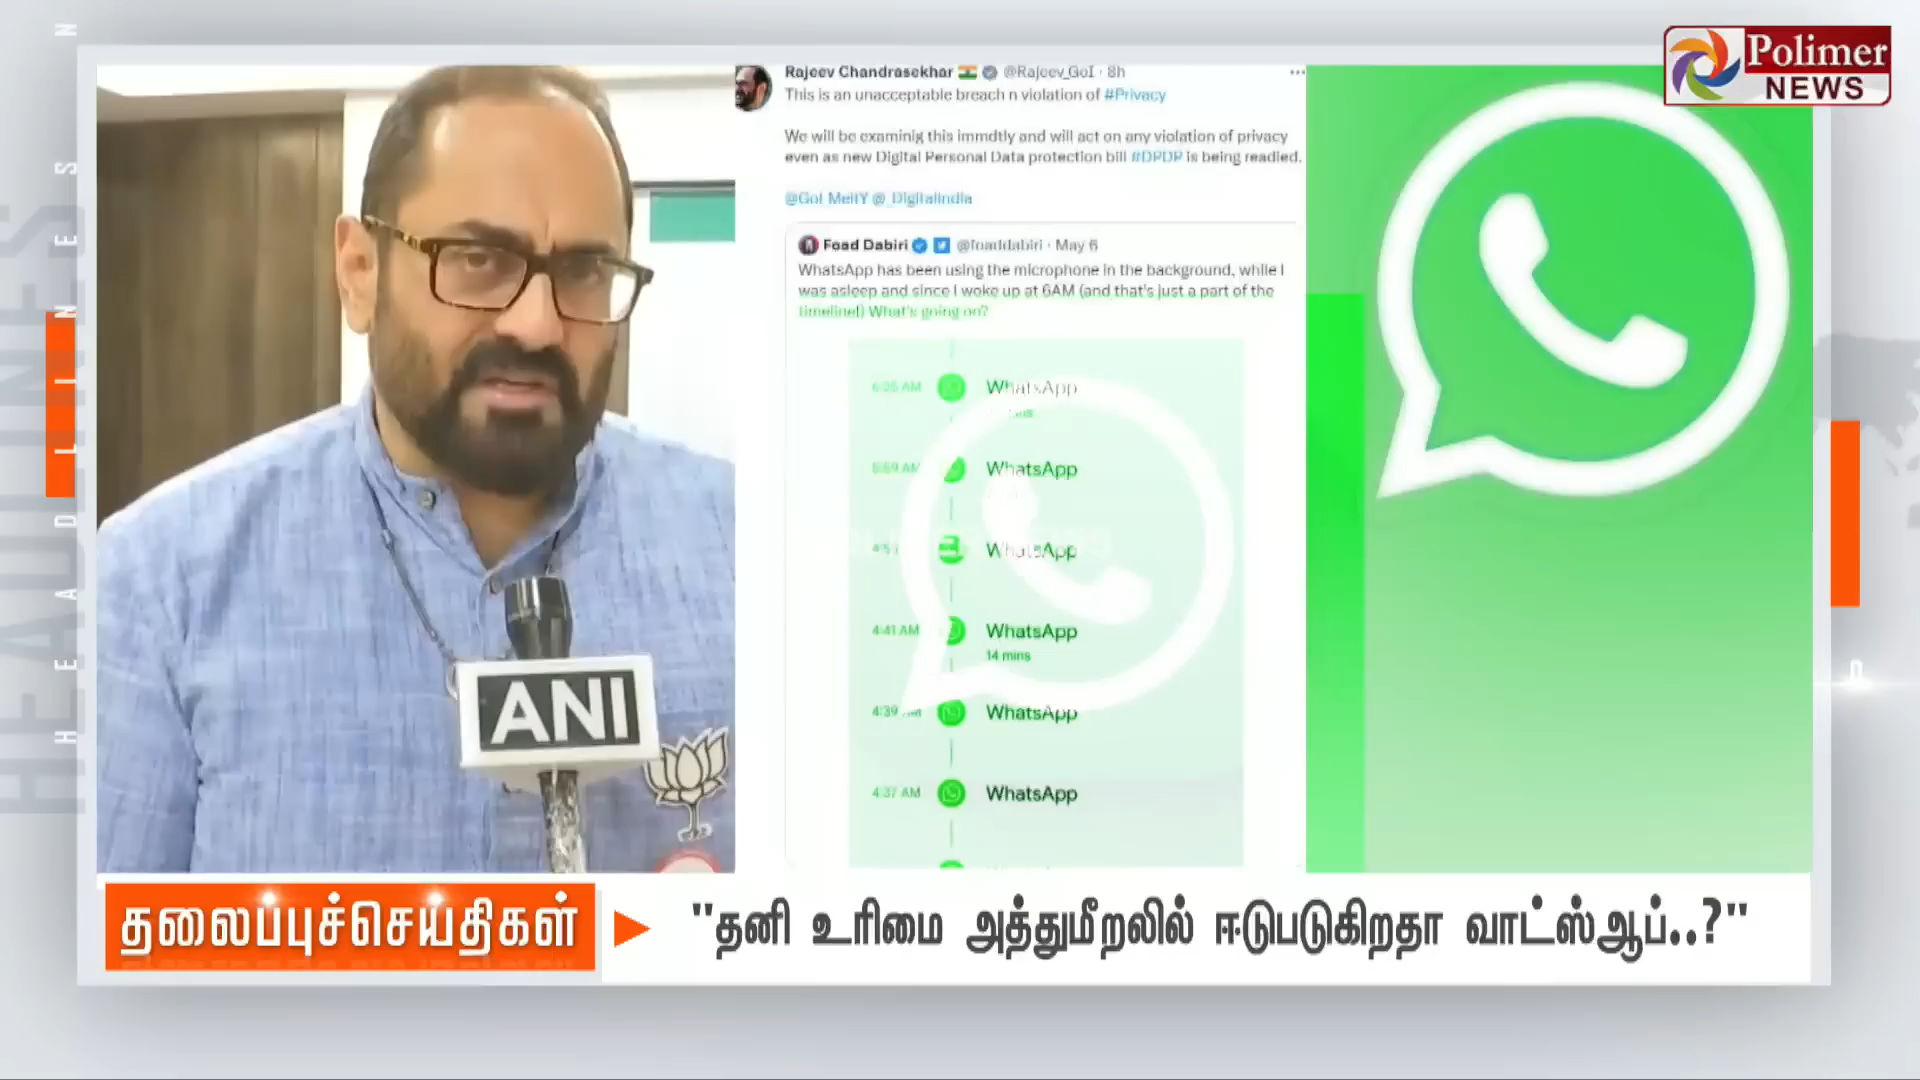 Polimer
NEWS
HEADLINES
Rajeev Chandrasekhar @Rajeev_GoI · 8h
This is an unacceptable breach n violation of #Privacy
We will be examinig this immdtly and will act on any violation of privacy
even as new Digital Personal Data protection bill #DPDP is being readied.
@GoI_MeitY @_DigitalIndia
Foad Dabiri @foaddabiri · May 6
WhatsApp has been using the microphone in the background, while I
was asleep and since I woke up at 6AM (and that's just a part of the
timeline!) What's going on?
WhatsApp
WhatsApp
WhatsApp
4:41 AM WhatsApp
14 mins
4:39 AM WhatsApp
4:37 AM WhatsApp
ANI
தலைப்புச்செய்திகள்
"தனி உரிமை அத்துமீறலில் ஈடுபடுகிறதா வாட்ஸ்ஆப்..?"